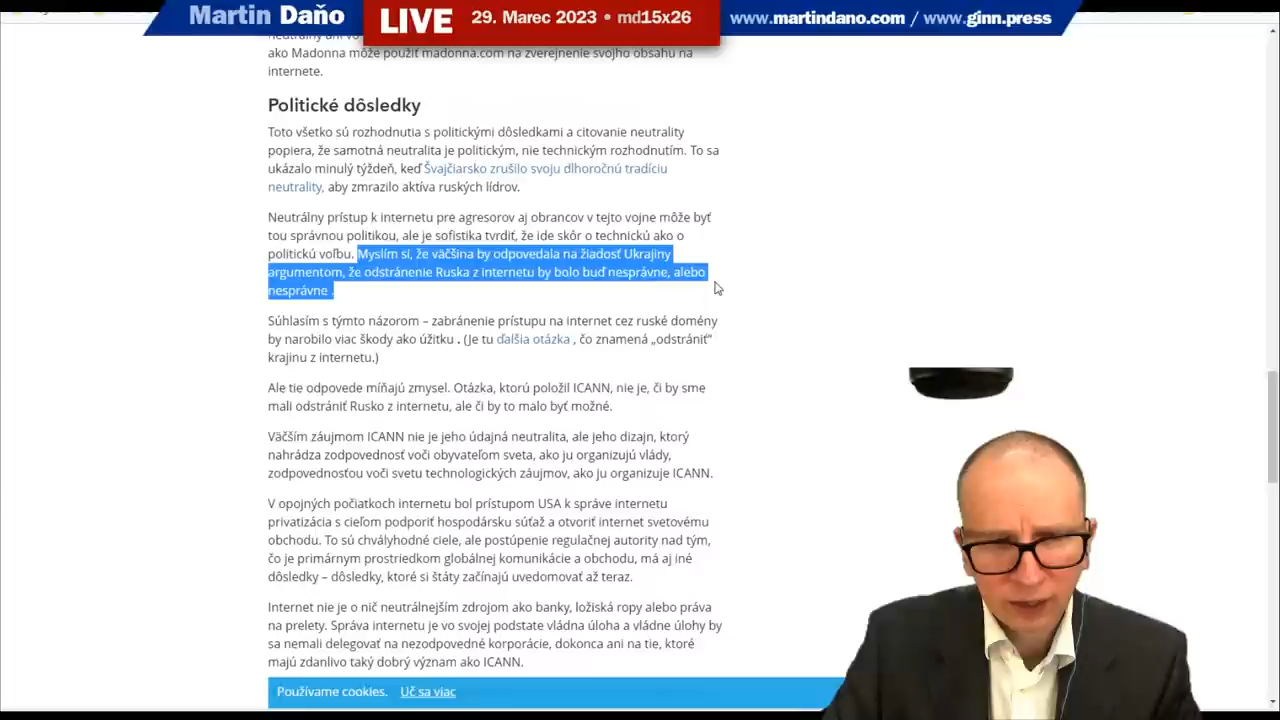 Martin Daňo
LIVE
29. Marec 2023 • md15x26
www.martindano.com / www.ginn.press
neutrálny ani vo
ako Madonna môže použiť madonna.com na zverejnenie svojho obsahu na
internete.
Politické dôsledky
Toto všetko sú rozhodnutia s politickými dôsledkami a citovanie neutrality
popiera, že samotná neutralita je politickým, nie technickým rozhodnutím. To sa
ukázalo minulý týždeň, keď Švajčiarsko zrušilo svoju dlhoročnú tradíciu
neutrality, aby zmrazilo aktíva ruských lídrov.
Neutrálny prístup k internetu pre agresorov aj obrancov v tejto vojne môže byť
tou správnou politikou, ale je sofistika tvrdiť, že ide skôr o technickú ako o
politickú voľbu. Myslím si, že väčšina by odpovedala na žiadosť Ukrajiny
argumentom, že odstránenie Ruska z internetu by bolo buď nesprávne, alebo
nesprávne .
Súhlasím s týmto názorom – zabránenie prístupu na internet cez ruské domény
by narobilo viac škody ako úžitku . (Je tu ďalšia otázka , čo znamená „odstrániť“
krajinu z internetu.)
Ale tie odpovede míňajú zmysel. Otázka, ktorú položil ICANN, nie je, či by sme
mali odstrániť Rusko z internetu, ale či by to malo byť možné.
Väčším záujmom ICANN nie je jeho údajná neutralita, ale jeho dizajn, ktorý
nahrádza zodpovednosť voči obyvateľom sveta, ako ju organizujú vlády,
zodpovednosťou voči svetu technologických záujmov, ako ju organizuje ICANN.
V opojných počiatkoch internetu bol prístupom USA k správe internetu
privatizácia s cieľom podporiť hospodársku súťaž a otvoriť internet svetovému
obchodu. To sú chvályhodné ciele, ale postúpenie regulačnej autority nad tým,
čo je primárnym prostriedkom globálnej komunikácie a obchodu, má aj iné
dôsledky – dôsledky, ktoré si štáty začínajú uvedomovať až teraz.
Internet nie je o nič neutrálnejším zdrojom ako banky, ložiská ropy alebo práva
na prelety. Správa internetu je vo svojej podstate vládna úloha a vládne úlohy by
sa nemali delegovať na nezodpovedné korporácie, dokonca ani na tie, ktoré
majú zdanlivo taký dobrý význam ako ICANN.
Používame cookies. Uč sa viac